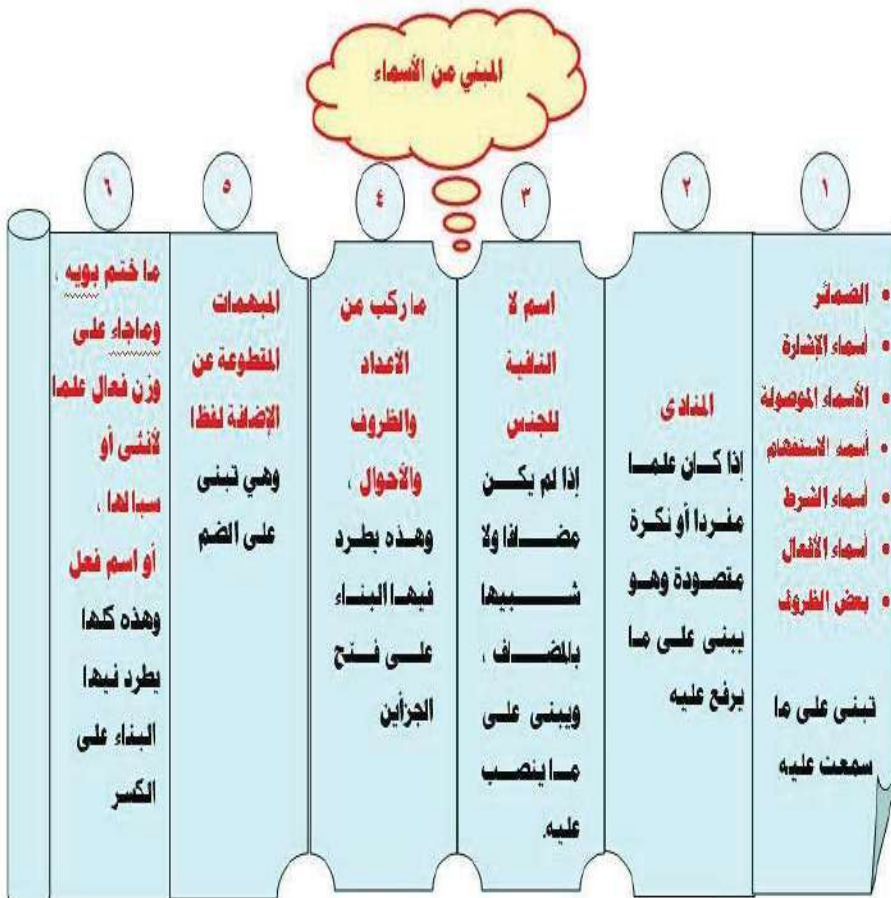 المبني من الأسماء
١
• الضمائر
• أسماء الإشارة
• الأسماء الموصولة
• أسمه الاستفهام
• أسماء الشرط
• أسماء الأفعال
• بعض الظروف
تبنى على ما
سمعت عليه
٢
المنادى
إذا كان علما
مفردا أو نكرة
مقصودة وهو
يبنى على ما
يرفع عليه
٣
اسم لا
النافية
للجنس
إذا لم يكن
مضافا ولا
شبيها
بالمضاف ،
ويبنى على
ما ينصب
عليه.
٤
ما ركب من
الأعداد
والظروف
والأحوال ،
وهذه يطرد
فيها البناء
على فتح
الجزأين
٥
المبهمات
المقطوعة عن
الإضافة لفظا
وهي تبنى
على الضم
٦
ما ختم بويه ،
وماجاء على
وزن فعال علما
لأنثى أو
سبا لها ،
أو اسم فعل
وهذه كلها
يطرد فيها
البناء على
الكسر